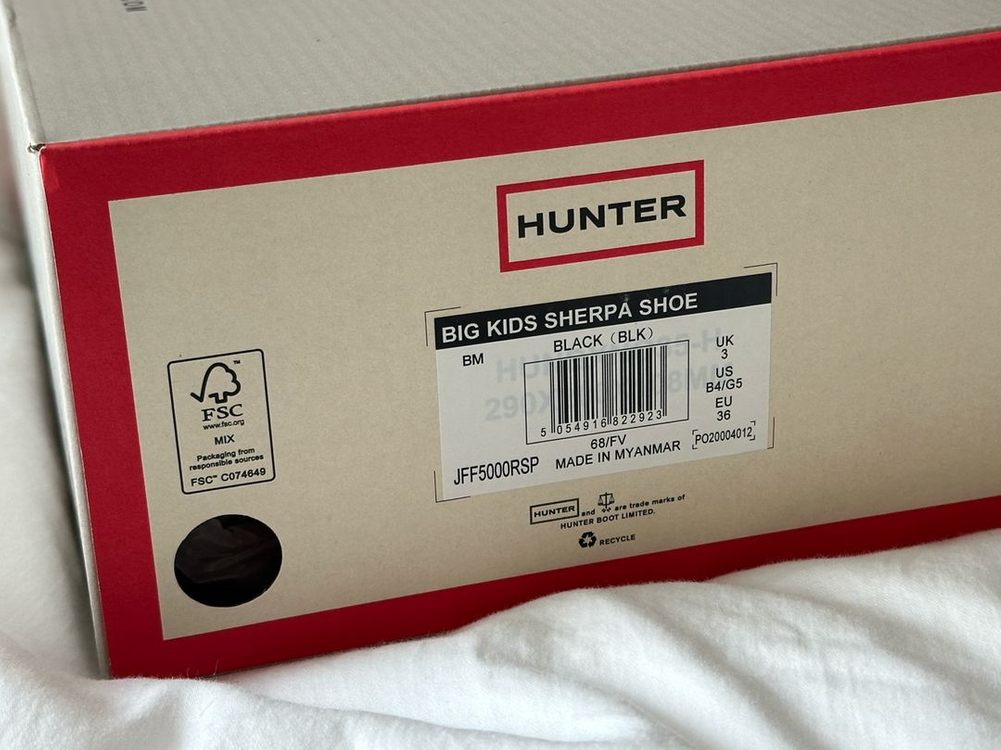 HUNTER
BIG KIDS SHERPA SHOE
BM
BLACK (BLK)
UK
3
US
B4/G5
EU
36
5 054916 822923
68/FV
MADE IN MYANMAR
PO20004012
JFF5000RSP
FSC™
www.fsc.org
MIX
Packaging from
responsible sources
FSC™ C074649
HUNTER and are trade marks of
HUNTER BOOT LIMITED.
RECYCLE